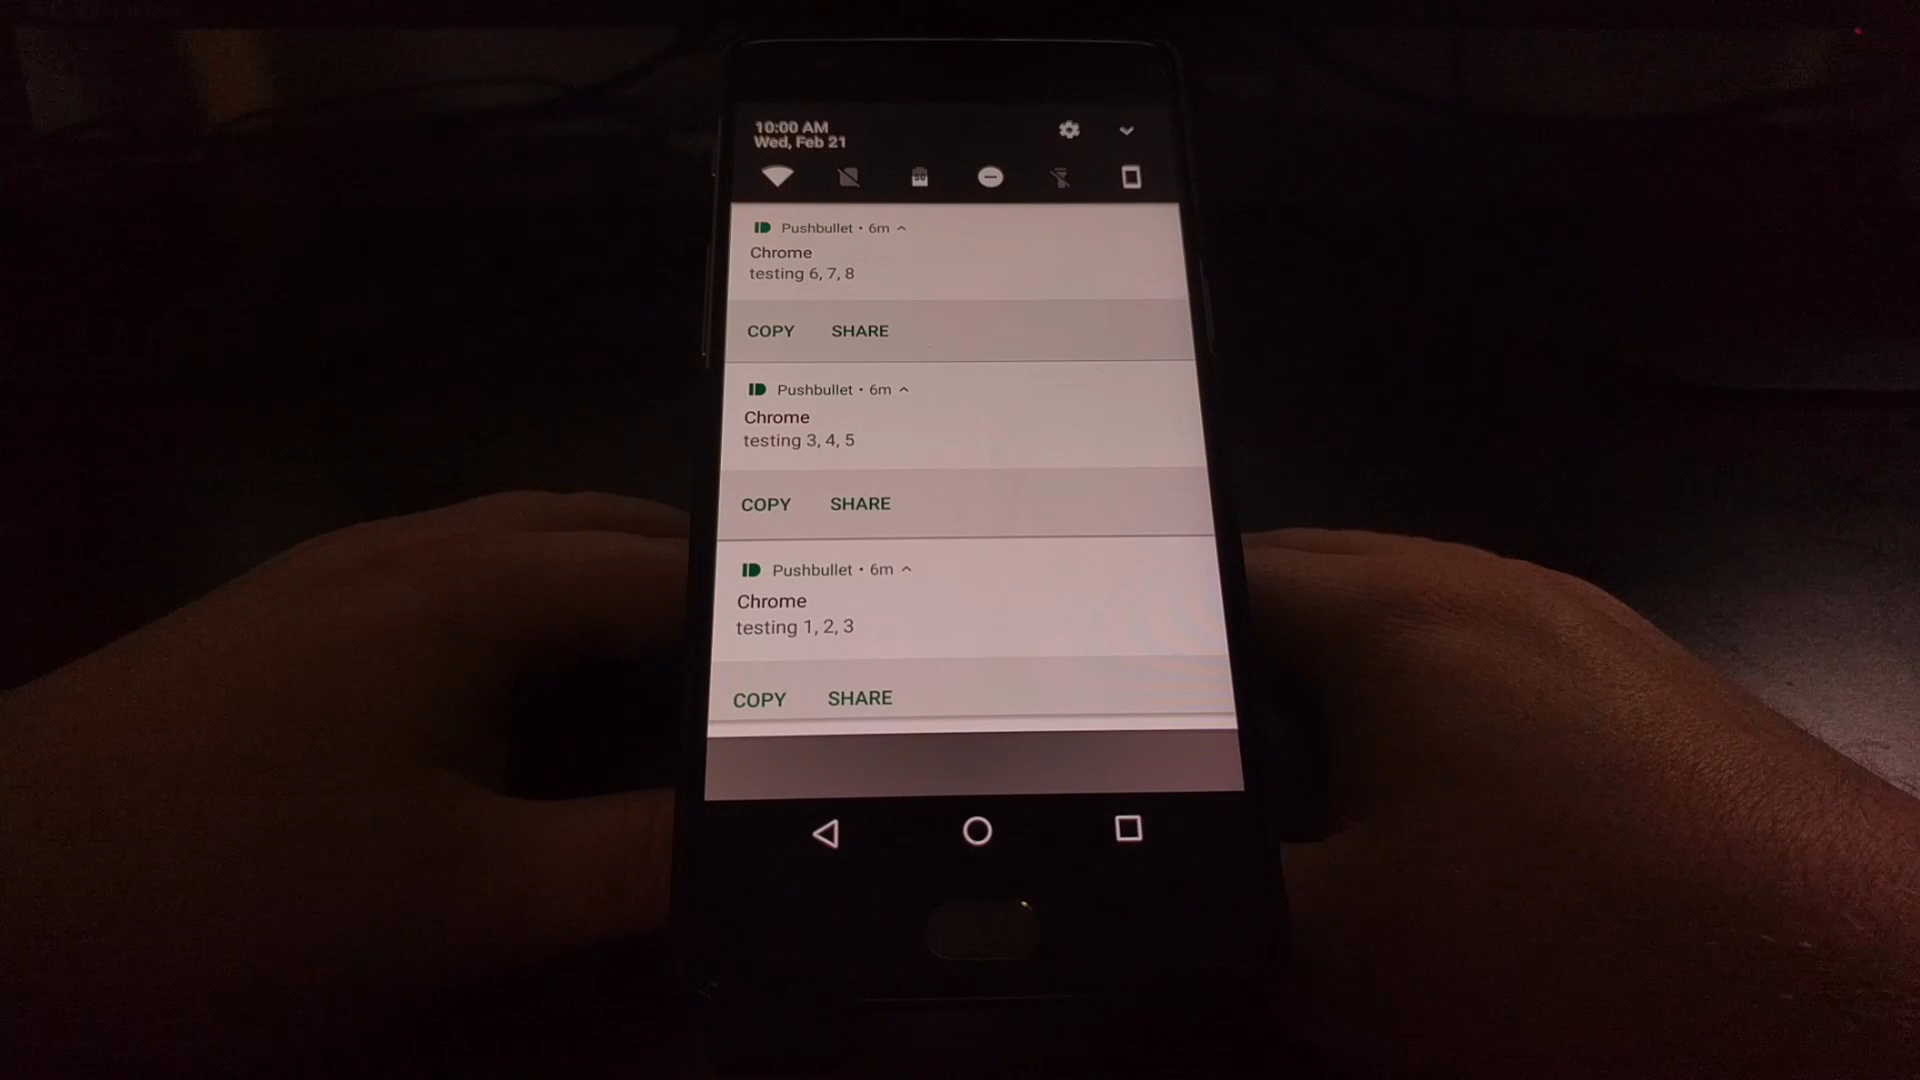 10:00 AM
Wed, Feb 21
Pushbullet • 6m
Chrome
testing 6, 7, 8
COPY SHARE
Pushbullet • 6m
Chrome
testing 3, 4, 5
COPY SHARE
Pushbullet • 6m
Chrome
testing 1, 2, 3
COPY SHARE